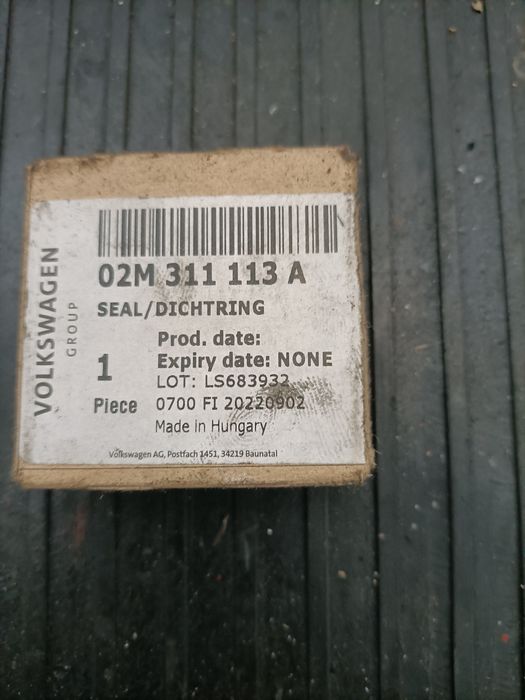 VOLKSWAGEN
GROUP
02M 311 113 A
SEAL/DICHTRING
Prod. date:
1 Expiry date: NONE
LOT: LS683932
Piece 0700 FI 20220902
Made in Hungary
Volkswagen AG, Postfach 1451, 34219 Baunatal